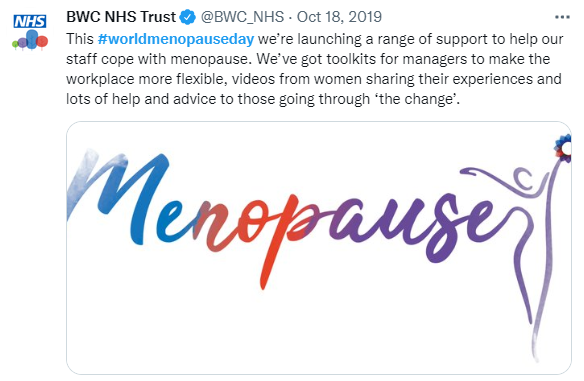 NHS
BWC NHS Trust @BWC_NHS · Oct 18, 2019
This #worldmenopauseday we’re launching a range of support to help our
staff cope with menopause. We’ve got toolkits for managers to make the
workplace more flexible, videos from women sharing their experiences and
lots of help and advice to those going through ‘the change’.
Menopause